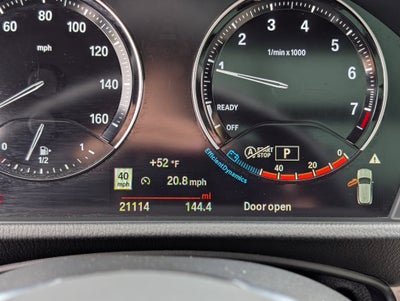 60 80 100 120 140 160
mph
0 1/2 1
1 2 3 4 5 6 7
1/min x 1000
READY
OFF
EfficientDynamics
A START
STOP
P
40 20 0
+52 °F
40
mph
20.8 mph
ml
21114 144.4
Door open